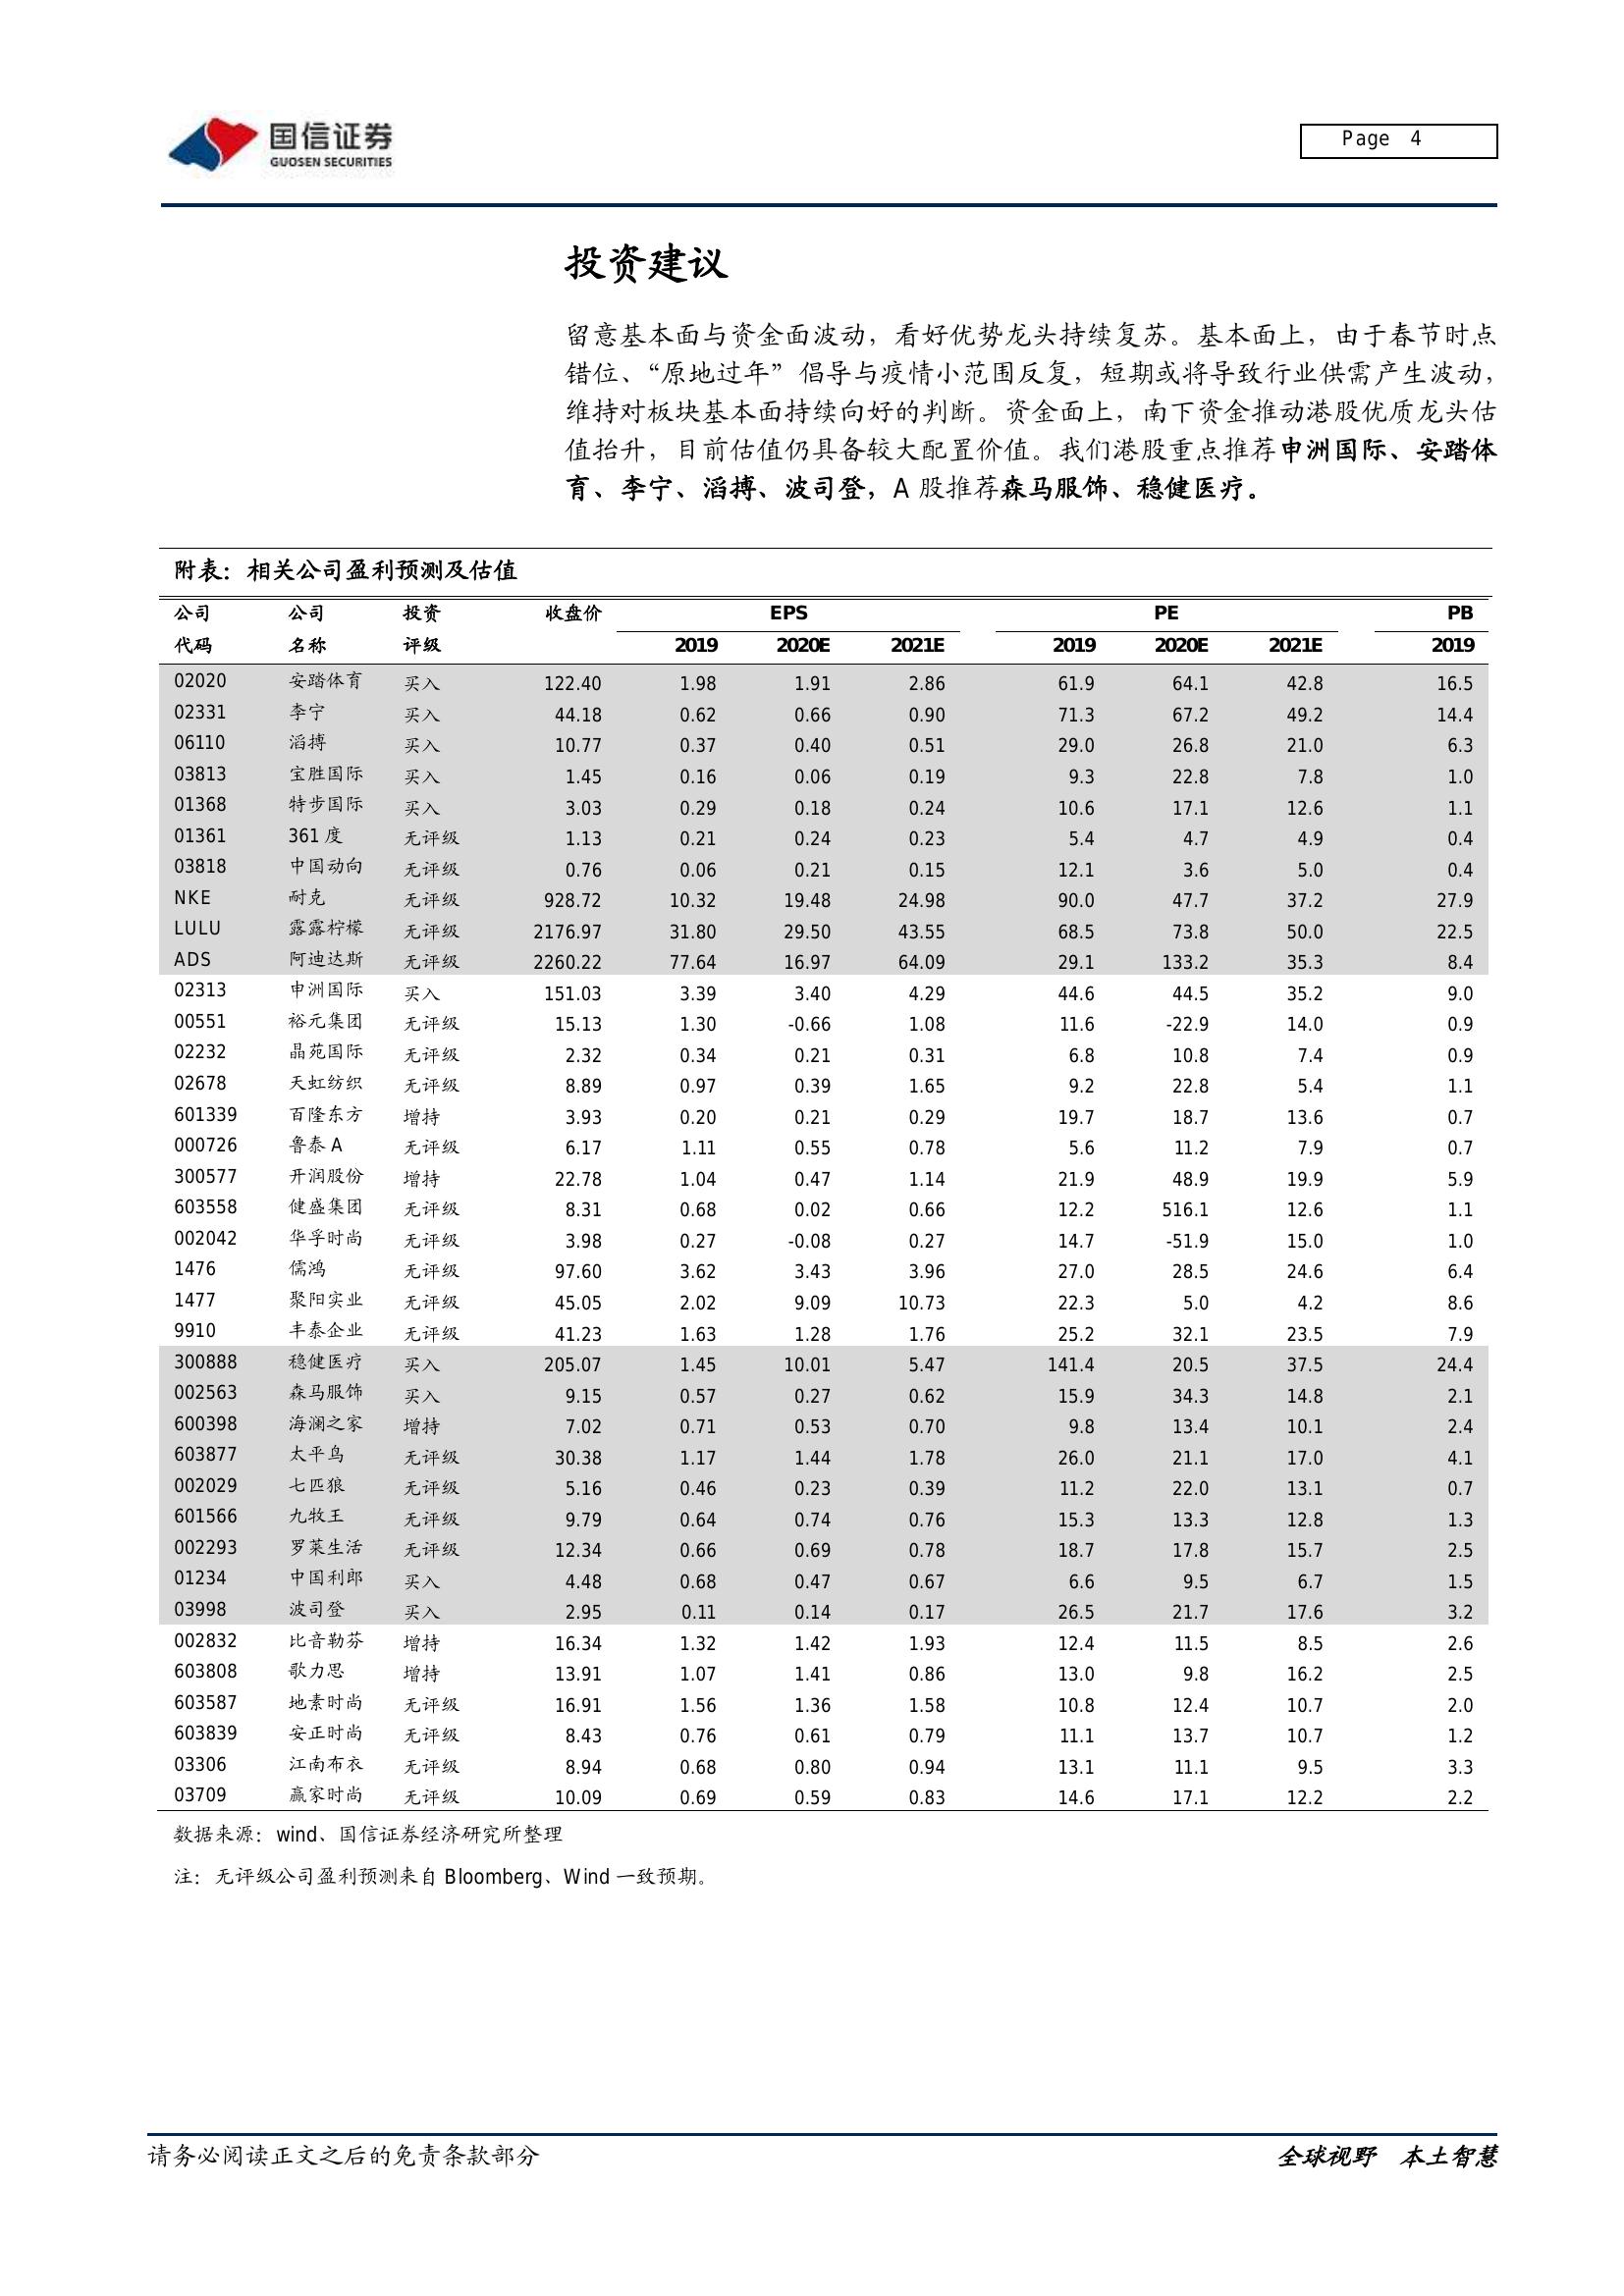 国信证券
GUOSEN SECURITIES
Page 4
投资建议
留意基本面与资金面波动，看好优势龙头持续复苏。基本面上，由于春节时点
错位、“原地过年”倡导与疫情小范围反复，短期或将导致行业供需产生波动，
维持对板块基本面持续向好的判断。资金面上，南下资金推动港股优质龙头估
值抬升，目前估值仍具备较大配置价值。我们港股重点推荐申洲国际、安踏体
育、李宁、滔搏、波司登，A 股推荐森马服饰、稳健医疗。
附表：相关公司盈利预测及估值
公司 公司 投资 收盘价 EPS PE PB
代码 名称 评级 2019 2020E 2021E 2019 2020E 2021E 2019
02020 安踏体育 买入 122.40 1.98 1.91 2.86 61.9 64.1 42.8 16.5
02331 李宁 买入 44.18 0.62 0.66 0.90 71.3 67.2 49.2 14.4
06110 滔搏 买入 10.77 0.37 0.40 0.51 29.0 26.8 21.0 6.3
03813 宝胜国际 买入 1.45 0.16 0.06 0.19 9.3 22.8 7.8 1.0
01368 特步国际 买入 3.03 0.29 0.18 0.24 10.6 17.1 12.6 1.1
01361 361 度 无评级 1.13 0.21 0.24 0.23 5.4 4.7 4.9 0.4
03818 中国动向 无评级 0.76 0.06 0.21 0.15 12.1 3.6 5.0 0.4
NKE 耐克 无评级 928.72 10.32 19.48 24.98 90.0 47.7 37.2 27.9
LULU 露露柠檬 无评级 2176.97 31.80 29.50 43.55 68.5 73.8 50.0 22.5
ADS 阿迪达斯 无评级 2260.22 77.64 16.97 64.09 29.1 133.2 35.3 8.4
02313 申洲国际 买入 151.03 3.39 3.40 4.29 44.6 44.5 35.2 9.0
00551 裕元集团 无评级 15.13 1.30 -0.66 1.08 11.6 -22.9 14.0 0.9
02232 晶苑国际 无评级 2.32 0.34 0.21 0.31 6.8 10.8 7.4 0.9
02678 天虹纺织 无评级 8.89 0.97 0.39 1.65 9.2 22.8 5.4 1.1
601339 百隆东方 增持 3.93 0.20 0.21 0.29 19.7 18.7 13.6 0.7
000726 鲁泰 A 无评级 6.17 1.11 0.55 0.78 5.6 11.2 7.9 0.7
300577 开润股份 增持 22.78 1.04 0.47 1.14 21.9 48.9 19.9 5.9
603558 健盛集团 无评级 8.31 0.68 0.02 0.66 12.2 516.1 12.6 1.1
002042 华孚时尚 无评级 3.98 0.27 -0.08 0.27 14.7 -51.9 15.0 1.0
1476 儒鸿 无评级 97.60 3.62 3.43 3.96 27.0 28.5 24.6 6.4
1477 聚阳实业 无评级 45.05 2.02 9.09 10.73 22.3 5.0 4.2 8.6
9910 丰泰企业 无评级 41.23 1.63 1.28 1.76 25.2 32.1 23.5 7.9
300888 稳健医疗 买入 205.07 1.45 10.01 5.47 141.4 20.5 37.5 24.4
002563 森马服饰 买入 9.15 0.57 0.27 0.62 15.9 34.3 14.8 2.1
600398 海澜之家 增持 7.02 0.71 0.53 0.70 9.8 13.4 10.1 2.4
603877 太平鸟 无评级 30.38 1.17 1.44 1.78 26.0 21.1 17.0 4.1
002029 七匹狼 无评级 5.16 0.46 0.23 0.39 11.2 22.0 13.1 0.7
601566 九牧王 无评级 9.79 0.64 0.74 0.76 15.3 13.3 12.8 1.3
002293 罗莱生活 无评级 12.34 0.66 0.69 0.78 18.7 17.8 15.7 2.5
01234 中国利郎 买入 4.48 0.68 0.47 0.67 6.6 9.5 6.7 1.5
03998 波司登 买入 2.95 0.11 0.14 0.17 26.5 21.7 17.6 3.2
002832 比音勒芬 增持 16.34 1.32 1.42 1.93 12.4 11.5 8.5 2.6
603808 歌力思 增持 13.91 1.07 1.41 0.86 13.0 9.8 16.2 2.5
603587 地素时尚 无评级 16.91 1.56 1.36 1.58 10.8 12.4 10.7 2.0
603839 安正时尚 无评级 8.43 0.76 0.61 0.79 11.1 13.7 10.7 1.2
03306 江南布衣 无评级 8.94 0.68 0.80 0.94 13.1 11.1 9.5 3.3
03709 赢家时尚 无评级 10.09 0.69 0.59 0.83 14.6 17.1 12.2 2.2
数据来源：wind、国信证券经济研究所整理
注：无评级公司盈利预测来自 Bloomberg、Wind 一致预期。
请务必阅读正文之后的免责条款部分
全球视野 本土智慧